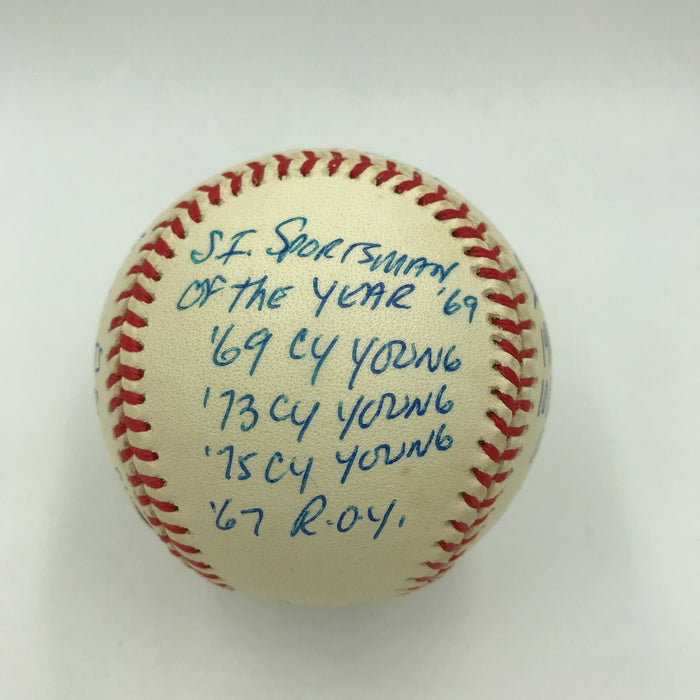 S.I. SPORTSMAN
OF THE YEAR '69
'69 CY YOUNG
'73 CY YOUNG
'75 CY YOUNG
'67 R.O.Y.